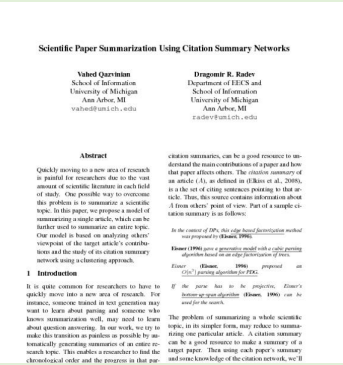 Scientific Paper Summarization Using Citation Summary Networks
Vahed Qazvinian
School of Information
University of Michigan
Ann Arbor, MI
vahed@umich.edu
Dragomir R. Radev
Department of EECS and
School of Information
University of Michigan
Ann Arbor, MI
radev@umich.edu
Abstract
Quickly moving to a new area of research
is painful for researchers due to the vast
amount of scientific literature in each field
of study. One possible way to overcome
this problem is to summarize a scientific
topic. In this paper, we propose a model of
summarizing a single article, which can be
further used to summarize an entire topic.
Our model is based on analyzing others'
viewpoint of the target article's contribu-
tions and the study of its citation summary
network using a clustering approach.
1 Introduction
It is quite common for researchers to have to
quickly move into a new area of research. For
instance, someone trained in text generation may
want to learn about parsing and someone who
knows summarization well, may need to learn
about question answering. In our work, we try to
make this transition as painless as possible by au-
tomatically generating summaries of an entire re-
search topic. This enables a researcher to find the
chronological order and the progress in that par-
citation summaries, can be a good resource to un-
derstand the main contributions of a paper and how
that paper affects others. The citation summary of
an article (A), as defined in (Elkiss et al., 2008),
is a the set of citing sentences pointing to that ar-
ticle. Thus, this source contains information about
A from others' point of view. Part of a sample ci-
tation summary is as follows:
In the context of DPs, this edge based factorization method
was proposed by (Eisner, 1996).
Eisner (1996) gave a generative model with a cubic parsing
algorithm based on an edge factorization of trees.
Eisner (Eisner, 1996) proposed an
O(n³) parsing algorithm for PDG.
If the parse has to be projective, Eisner's
bottom-up-span algorithm (Eisner, 1996) can be
used for the search.
The problem of summarizing a whole scientific
topic, in its simpler form, may reduce to summa-
rizing one particular article. A citation summary
can be a good resource to make a summary of a
target paper. Then using each paper's summary
and some knowledge of the citation network, we'll